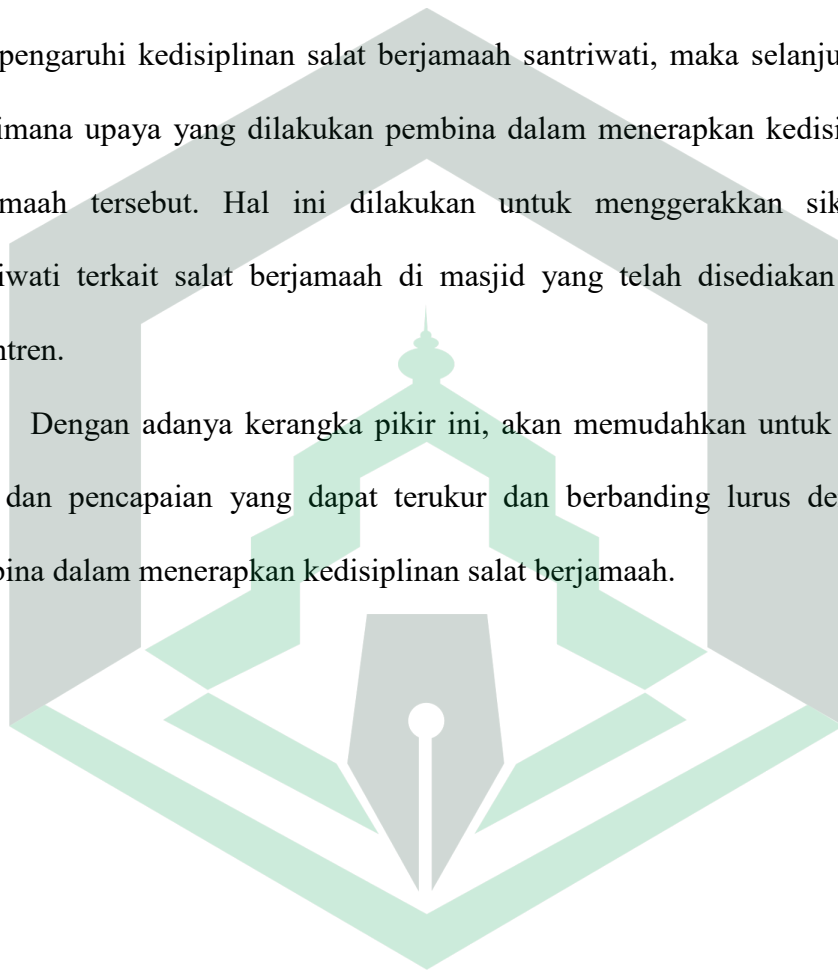 pengaruhi kedisiplinan salat berjamaah santriwati, maka selanju
imana upaya yang dilakukan pembina dalam menerapkan kedisi
maah tersebut. Hal ini dilakukan untuk menggerakkan sik
iwati terkait salat berjamaah di masjid yang telah disediakan
ntren.
Dengan adanya kerangka pikir ini, akan memudahkan untuk
dan pencapaian yang dapat terukur dan berbanding lurus de
bina dalam menerapkan kedisiplinan salat berjamaah.